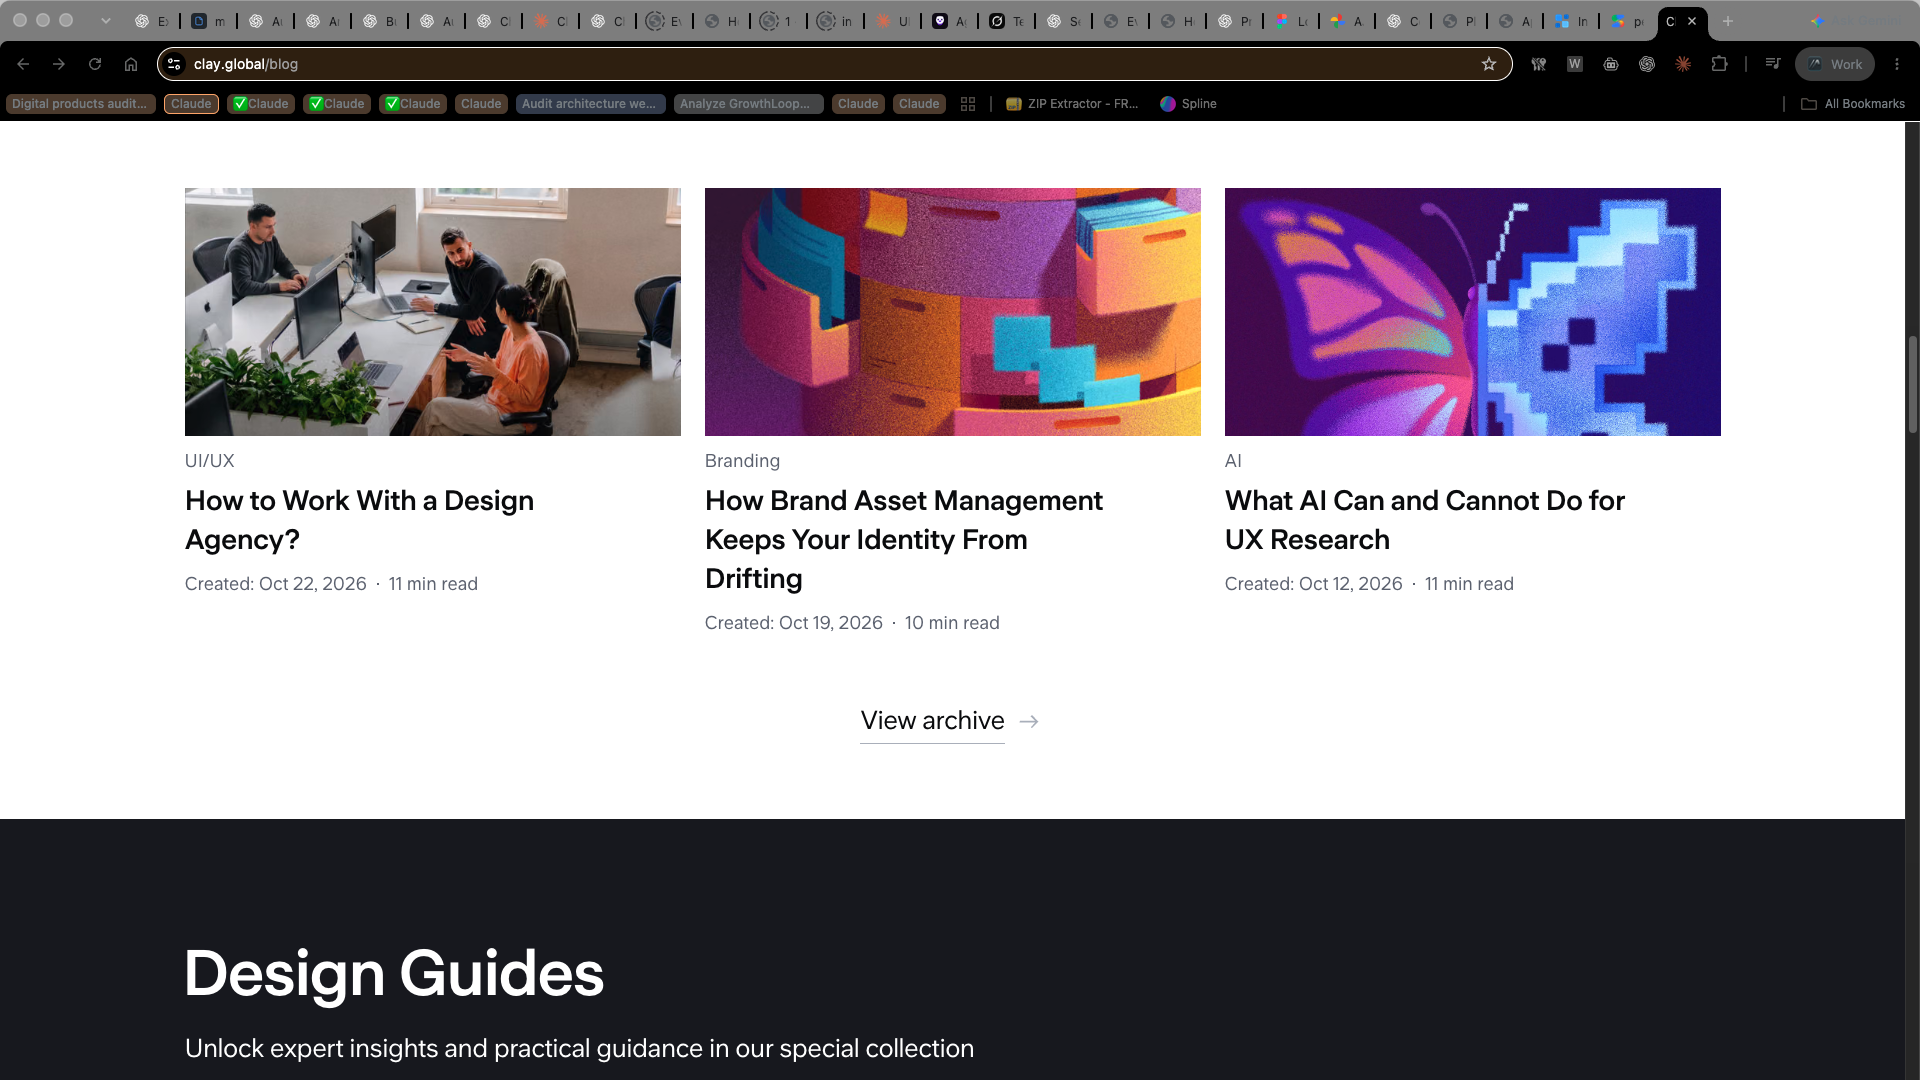 clay.global/blog
Work
Digital products audit...
Claude
Claude
Claude
Claude
Claude
Audit architecture we...
Analyze GrowthLoop...
Claude
Claude
ZIP Extractor - FR...
Spline
All Bookmarks
UI/UX
How to Work With a Design
Agency?
Created: Oct 22, 2026 · 11 min read
Branding
How Brand Asset Management
Keeps Your Identity From
Drifting
Created: Oct 19, 2026 · 10 min read
AI
What AI Can and Cannot Do for
UX Research
Created: Oct 12, 2026 · 11 min read
View archive
Design Guides
Unlock expert insights and practical guidance in our special collection